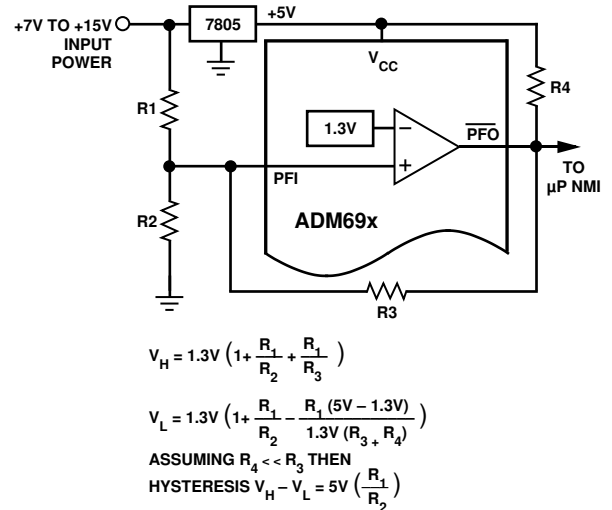 +7V TO +15V
INPUT
POWER
7805
+5V
V_CC
R4
R1
1.3V
−
+
P̅F̅O̅
TO
µP NMI
PFI
R2
ADM69x
R3
V_H = 1.3V (1+ R_1/R_2 + R_1/R_3 )
V_L = 1.3V (1+ R_1/R_2 − R_1 (5V − 1.3V)/1.3V (R_3 + R_4) )
ASSUMING R_4 << R_3 THEN
HYSTERESIS V_H − V_L = 5V (R_1/R_2)